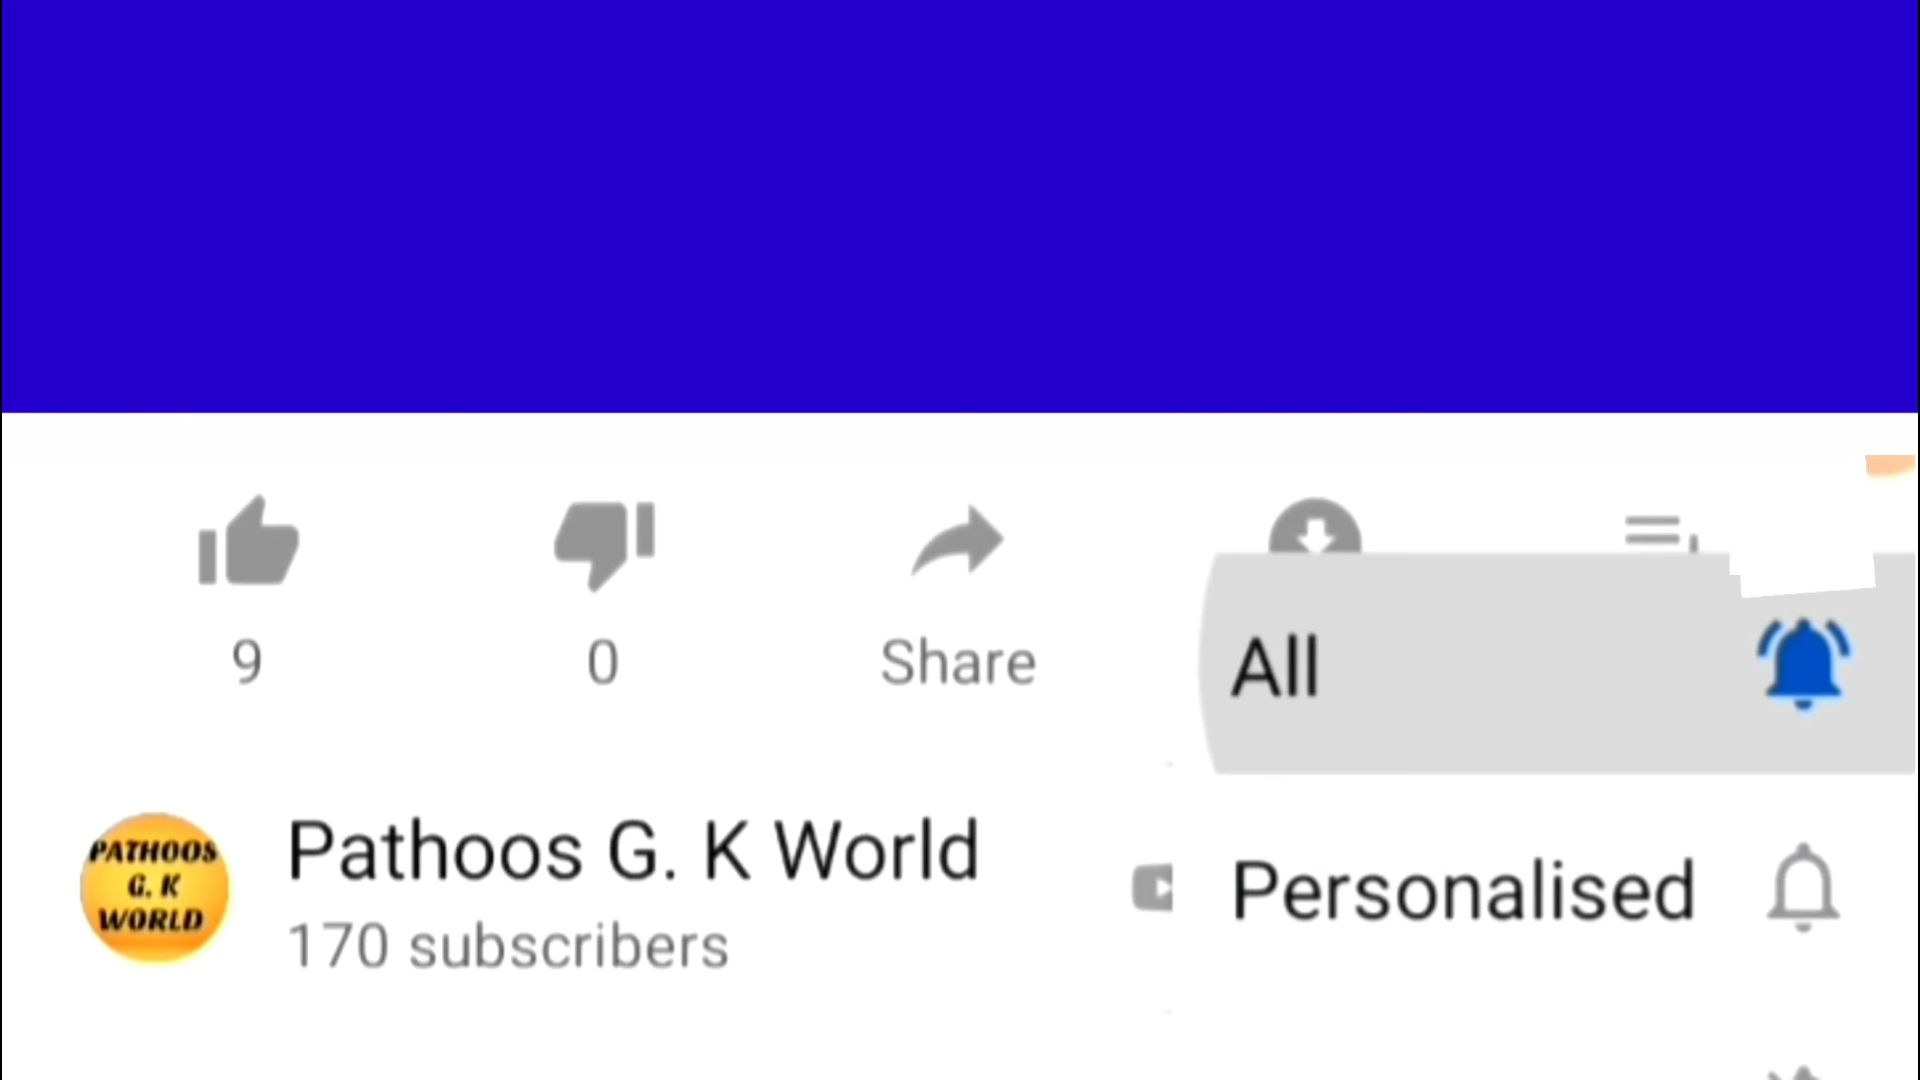 9
0
Share
All
PATHOOS
G. K
WORLD
Pathoos G. K World
170 subscribers
Personalised